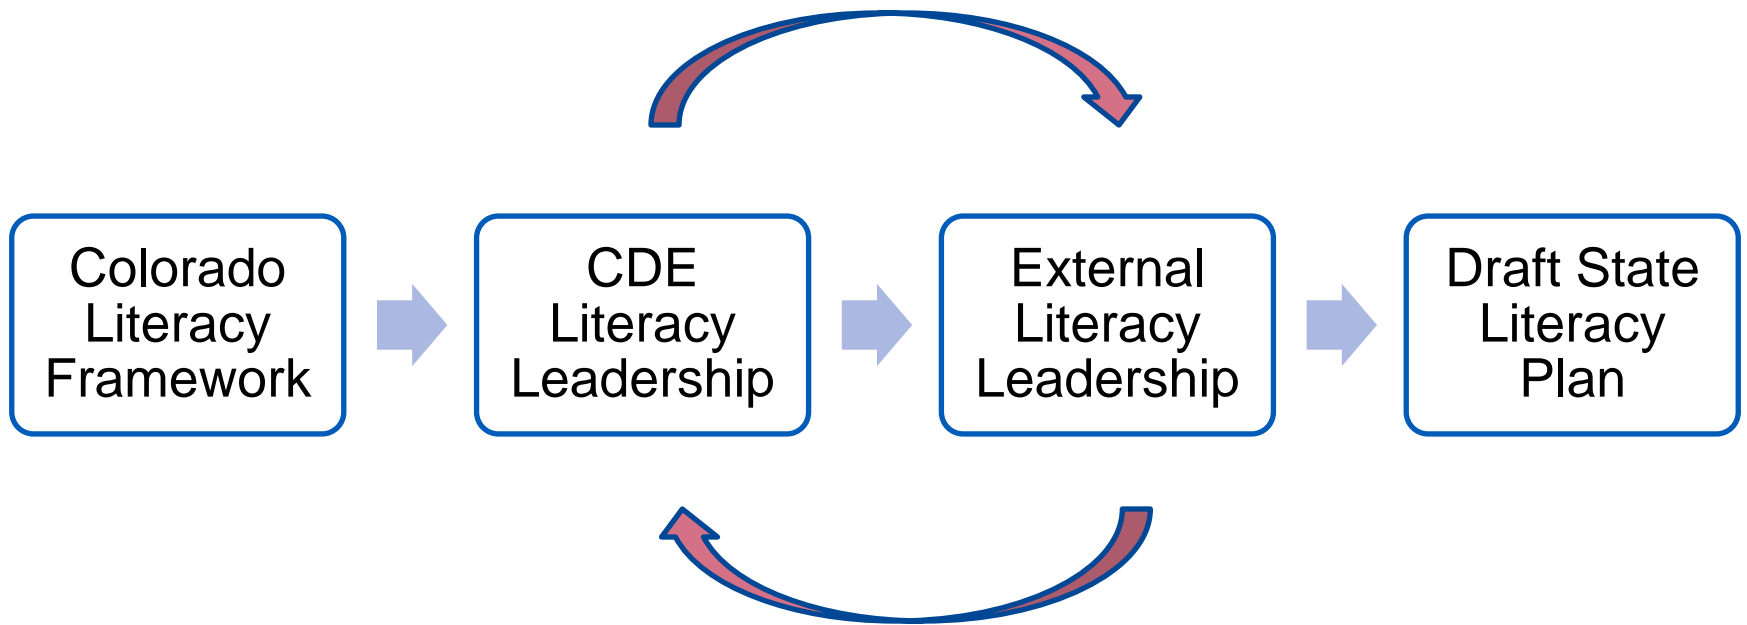 Colorado
Literacy
Framework
CDE
Literacy
Leadership
External
Literacy
Leadership
Draft State
Literacy
Plan